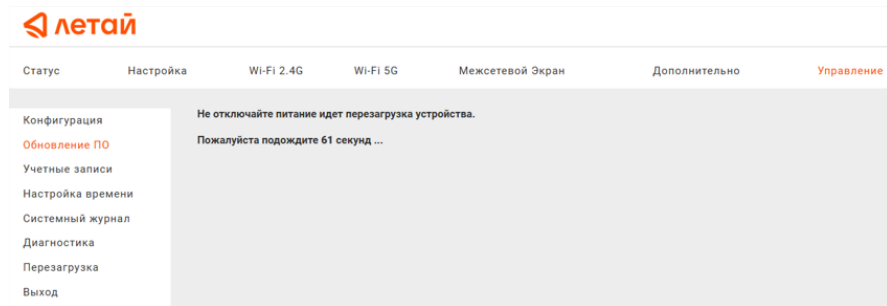 летай
Статус Настройка Wi-Fi 2.4G Wi-Fi 5G Межсетевой Экран Дополнительно Управление
Конфигурация
Обновление ПО
Учетные записи
Настройка времени
Системный журнал
Диагностика
Перезагрузка
Выход
Не отключайте питание идет перезагрузка устройства.
Пожалуйста подождите 61 секунд ...